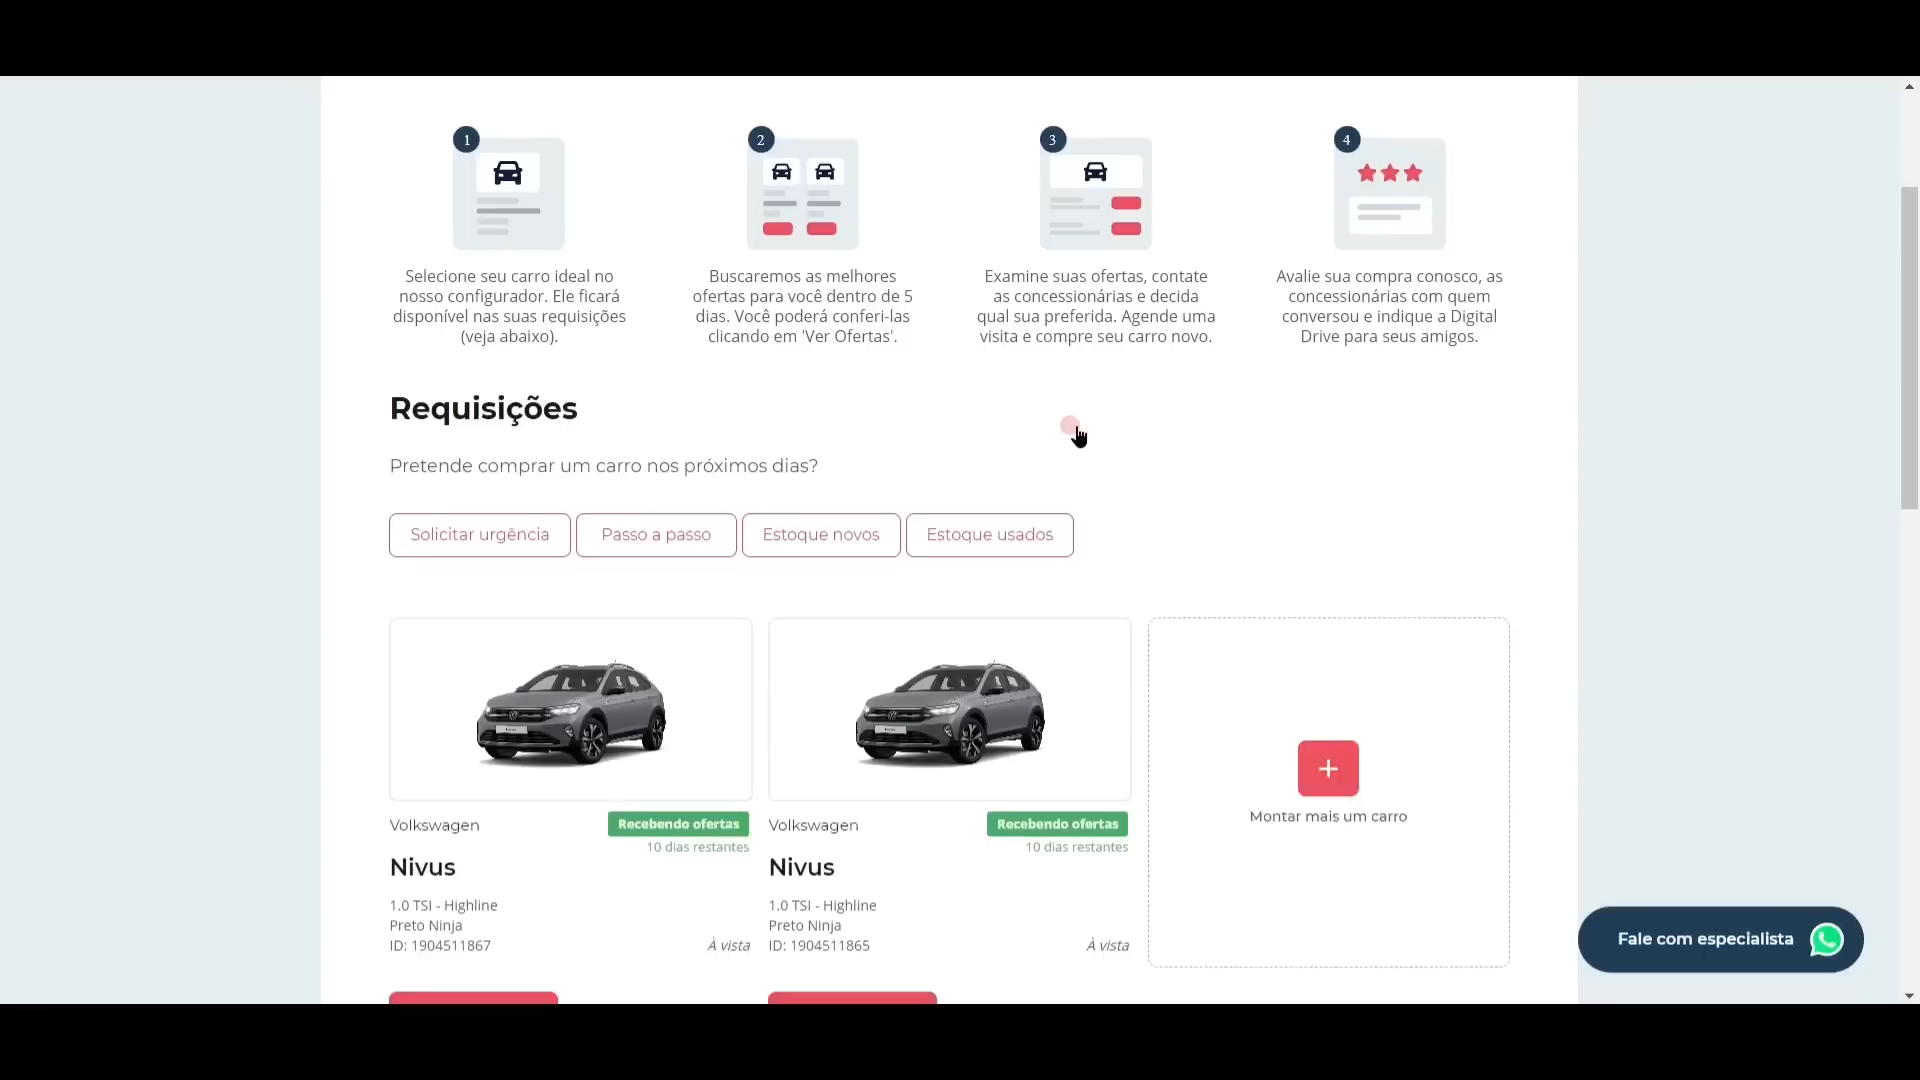 1
2
3
4
Selecione seu carro ideal no
nosso configurador. Ele ficará
disponível nas suas requisições
(veja abaixo).
Buscaremos as melhores
ofertas para você dentro de 5
dias. Você poderá conferi-las
clicando em 'Ver Ofertas'.
Examine suas ofertas, contate
as concessionárias e decida
qual sua preferida. Agende uma
visita e compre seu carro novo.
Avalie sua compra conosco, as
concessionárias com quem
conversou e indique a Digital
Drive para seus amigos.
Requisições
Pretende comprar um carro nos próximos dias?
Solicitar urgência
Passo a passo
Estoque novos
Estoque usados
Volkswagen
Recebendo ofertas
10 dias restantes
Nivus
1.0 TSI - Highline
Preto Ninja
ID: 1904511867
À vista
Volkswagen
Recebendo ofertas
10 dias restantes
Nivus
1.0 TSI - Highline
Preto Ninja
ID: 1904511865
À vista
Montar mais um carro
Fale com especialista